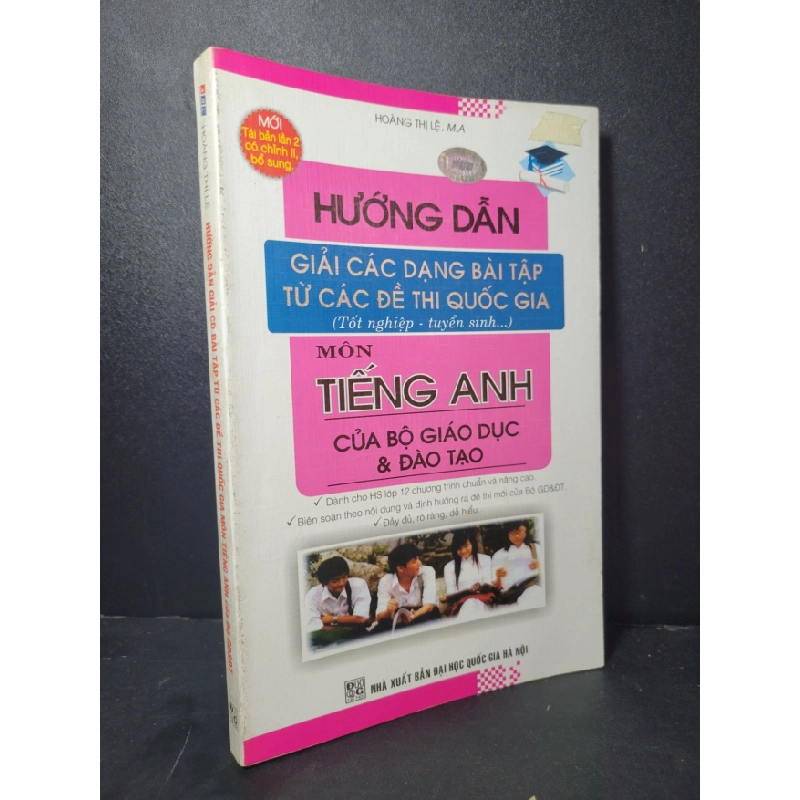 HOÀNG THỊ LỆ, M.A
MỚI
Tái bản lần 2
có chỉnh lí,
bổ sung.
HƯỚNG DẪN
GIẢI CÁC DẠNG BÀI TẬP
TỪ CÁC ĐỀ THI QUỐC GIA
(Tốt nghiệp - tuyển sinh...)
MÔN
TIẾNG ANH
CỦA BỘ GIÁO DỤC
& ĐÀO TẠO
✓ Dành cho HS lớp 12 chương trình chuẩn và nâng cao.
✓ Biên soạn theo nội dung và định hướng ra đề thi mới của Bộ GD&ĐT.
✓ Đầy đủ, rõ ràng, dễ hiểu.
NHÀ XUẤT BẢN ĐẠI HỌC QUỐC GIA HÀ NỘI
HOÀNG THỊ LỆ
HƯỚNG DẪN GIẢI CD BÀI TẬP TỪ CÁC ĐỀ THI QUỐC GIA MÔN TIẾNG ANH CỦA BỘ GD&ĐT